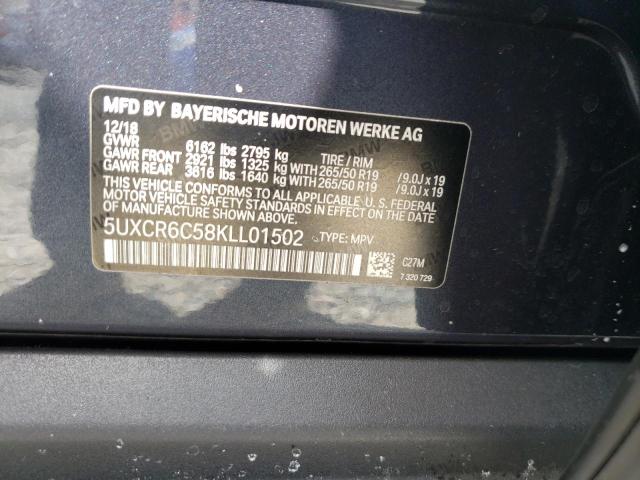 MFD BY BAYERISCHE MOTOREN WERKE AG
12/18
GVWR 6162 lbs 2795 kg TIRE / RIM
GAWR FRONT 2921 lbs 1325 kg WITH 265/50 R19 /9.0J x 19
GAWR REAR 3616 lbs 1640 kg WITH 265/50 R19 /9.0J x 19
THIS VEHICLE CONFORMS TO ALL APPLICABLE U.S. FEDERAL
MOTOR VEHICLE SAFETY STANDARDS IN EFFECT ON THE
DATE OF MANUFACTURE SHOWN ABOVE.
5UXCR6C58KLL01502 TYPE: MPV
C27M
7 320 729